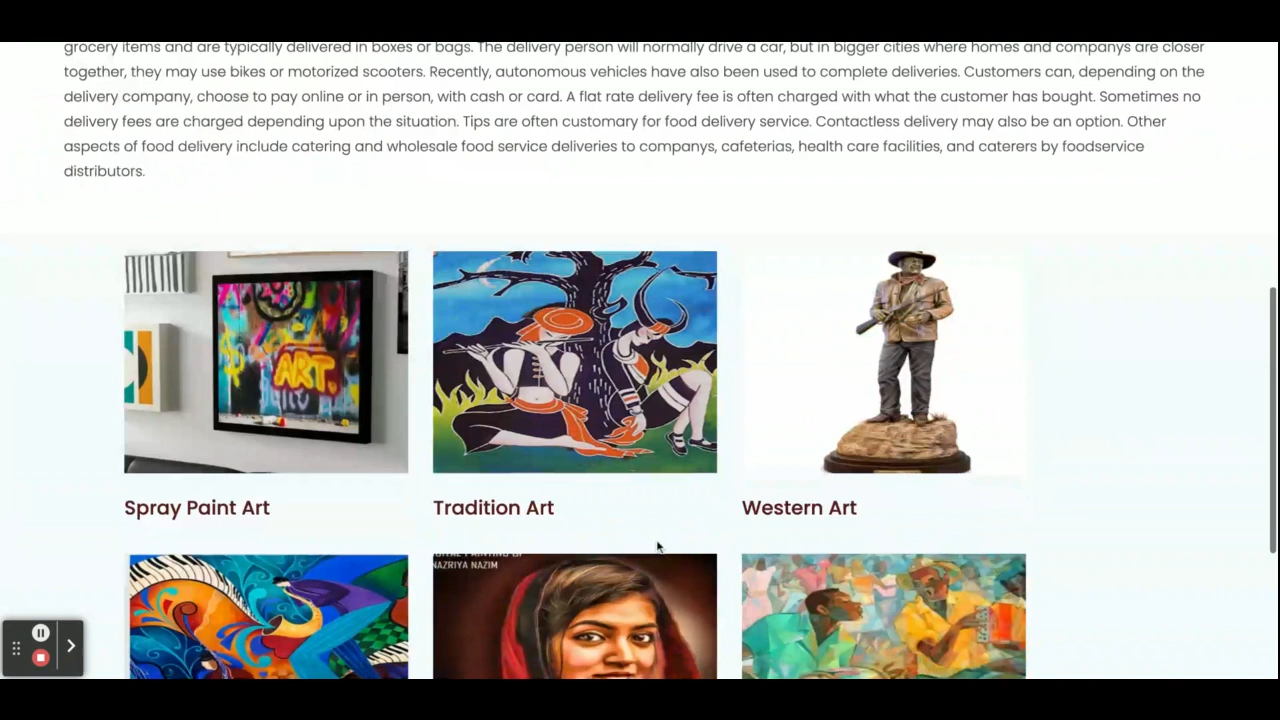 grocery items and are typically delivered in boxes or bags. The delivery person will normally drive a car, but in bigger cities where homes and companys are closer
together, they may use bikes or motorized scooters. Recently, autonomous vehicles have also been used to complete deliveries. Customers can, depending on the
delivery company, choose to pay online or in person, with cash or card. A flat rate delivery fee is often charged with what the customer has bought. Sometimes no
delivery fees are charged depending upon the situation. Tips are often customary for food delivery service. Contactless delivery may also be an option. Other
aspects of food delivery include catering and wholesale food service deliveries to companys, cafeterias, health care facilities, and caterers by foodservice
distributors.
ART.
Spray Paint Art
Tradition Art
Western Art
DIGITAL PAINTING OF
NAZRIYA NAZIM